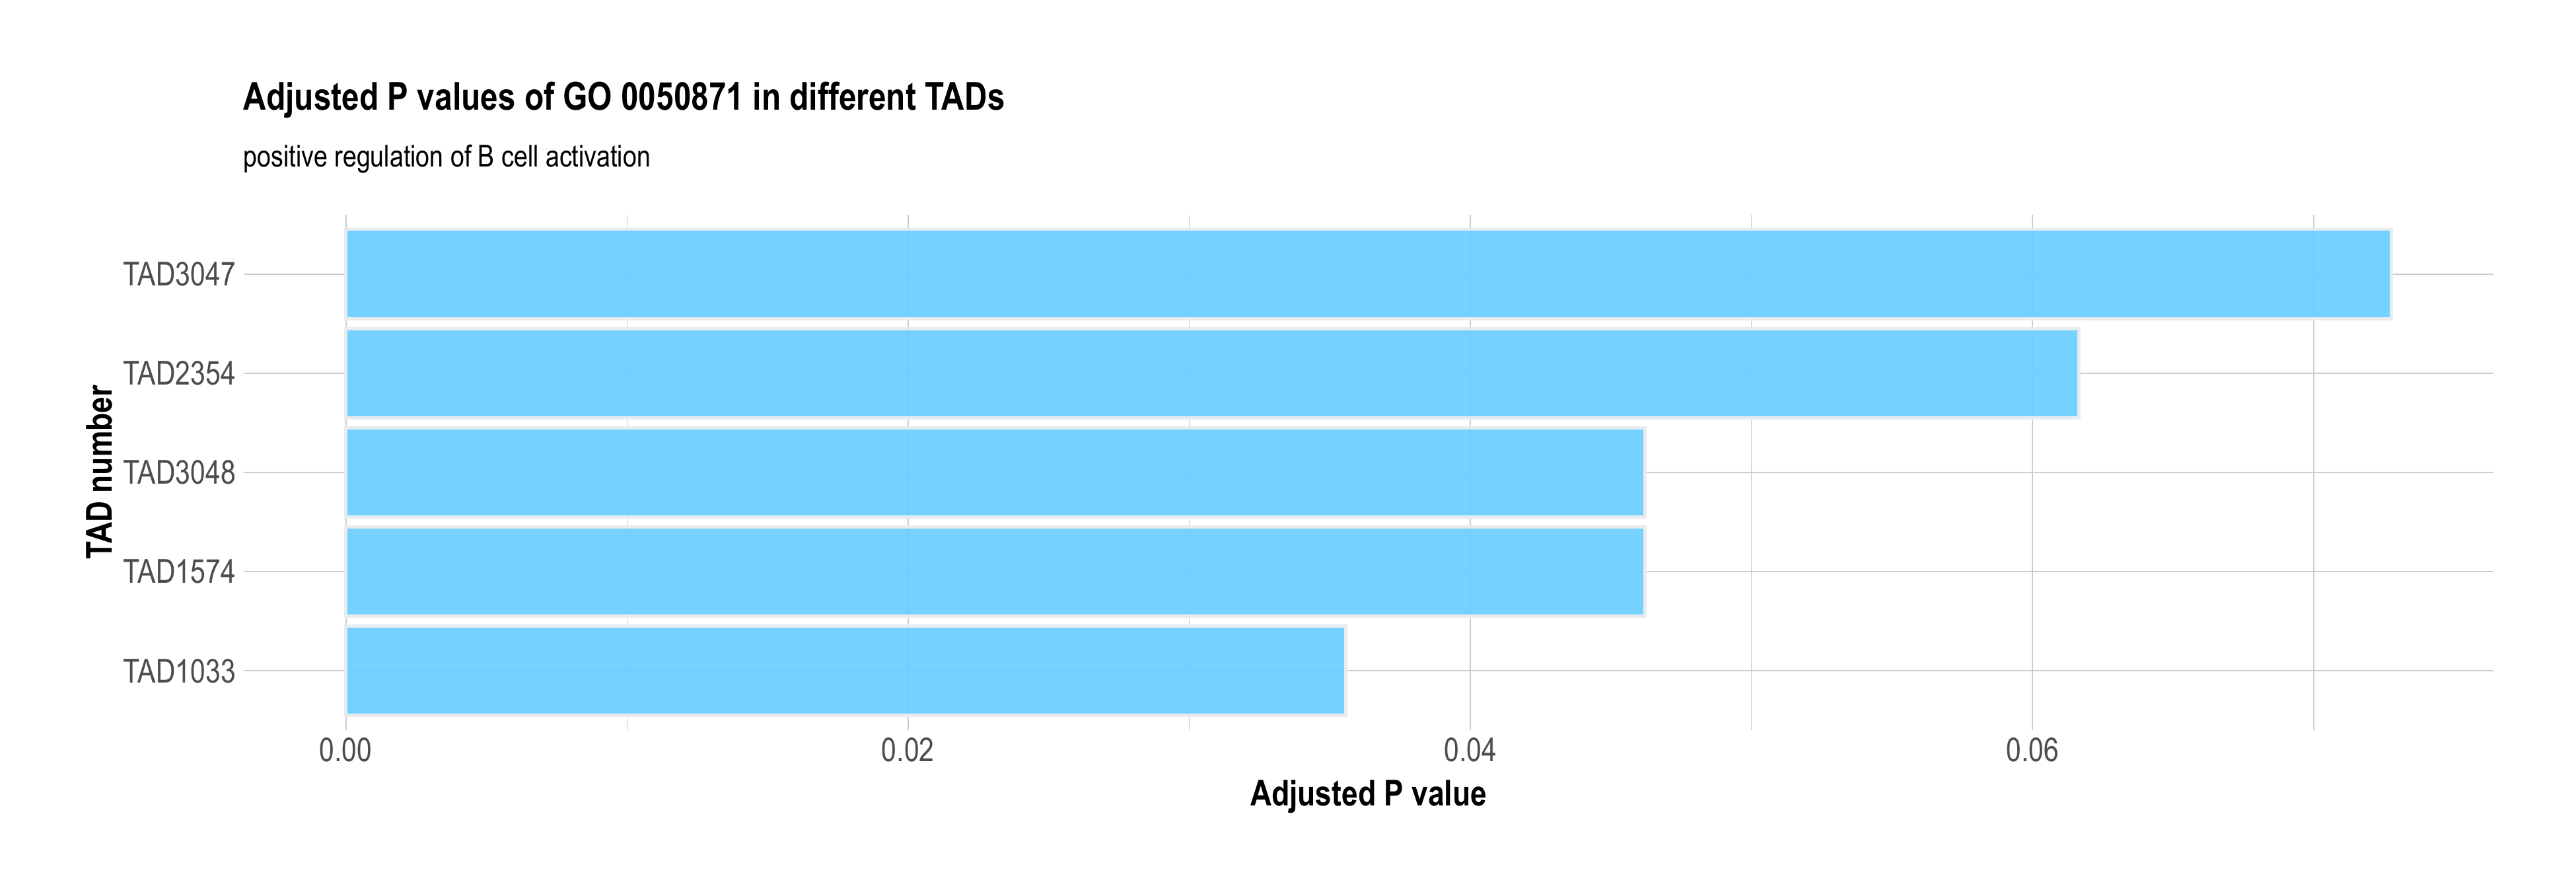 Adjusted P values of GO 0050871 in different TADs
positive regulation of B cell activation
TAD number
TAD3047
TAD2354
TAD3048
TAD1574
TAD1033
0.00
0.02
0.04
0.06
Adjusted P value